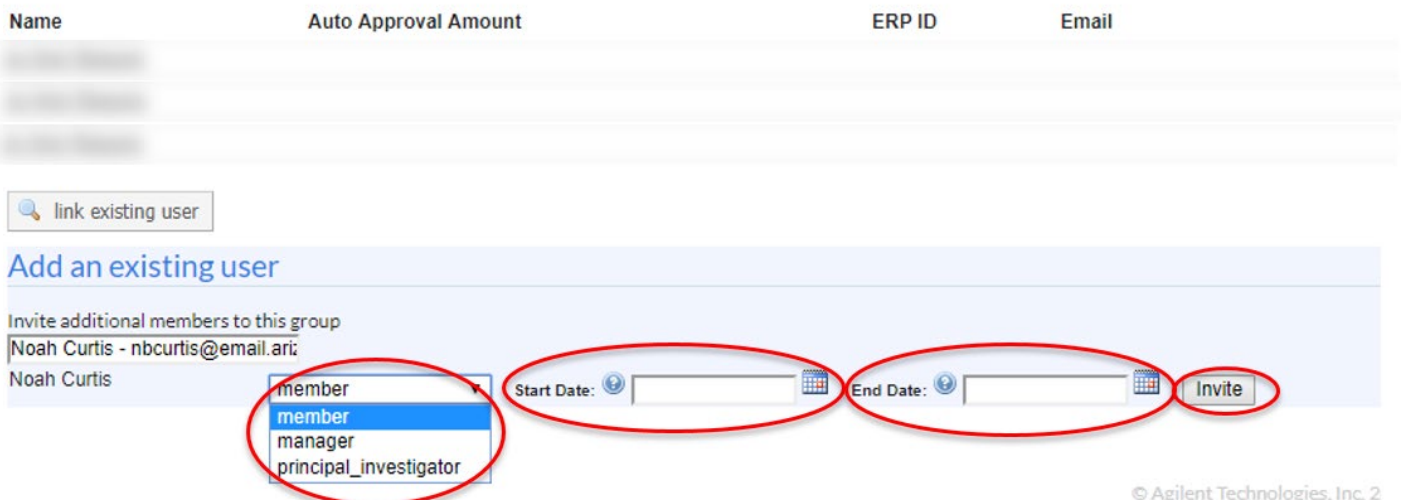 Name Auto Approval Amount ERP ID Email
link existing user
Add an existing user
Invite additional members to this group
Noah Curtis - nbcurtis@email.ari
Noah Curtis member Start Date: End Date: Invite
member
manager
principal_investigator
© Agilent Technologies, Inc. 2